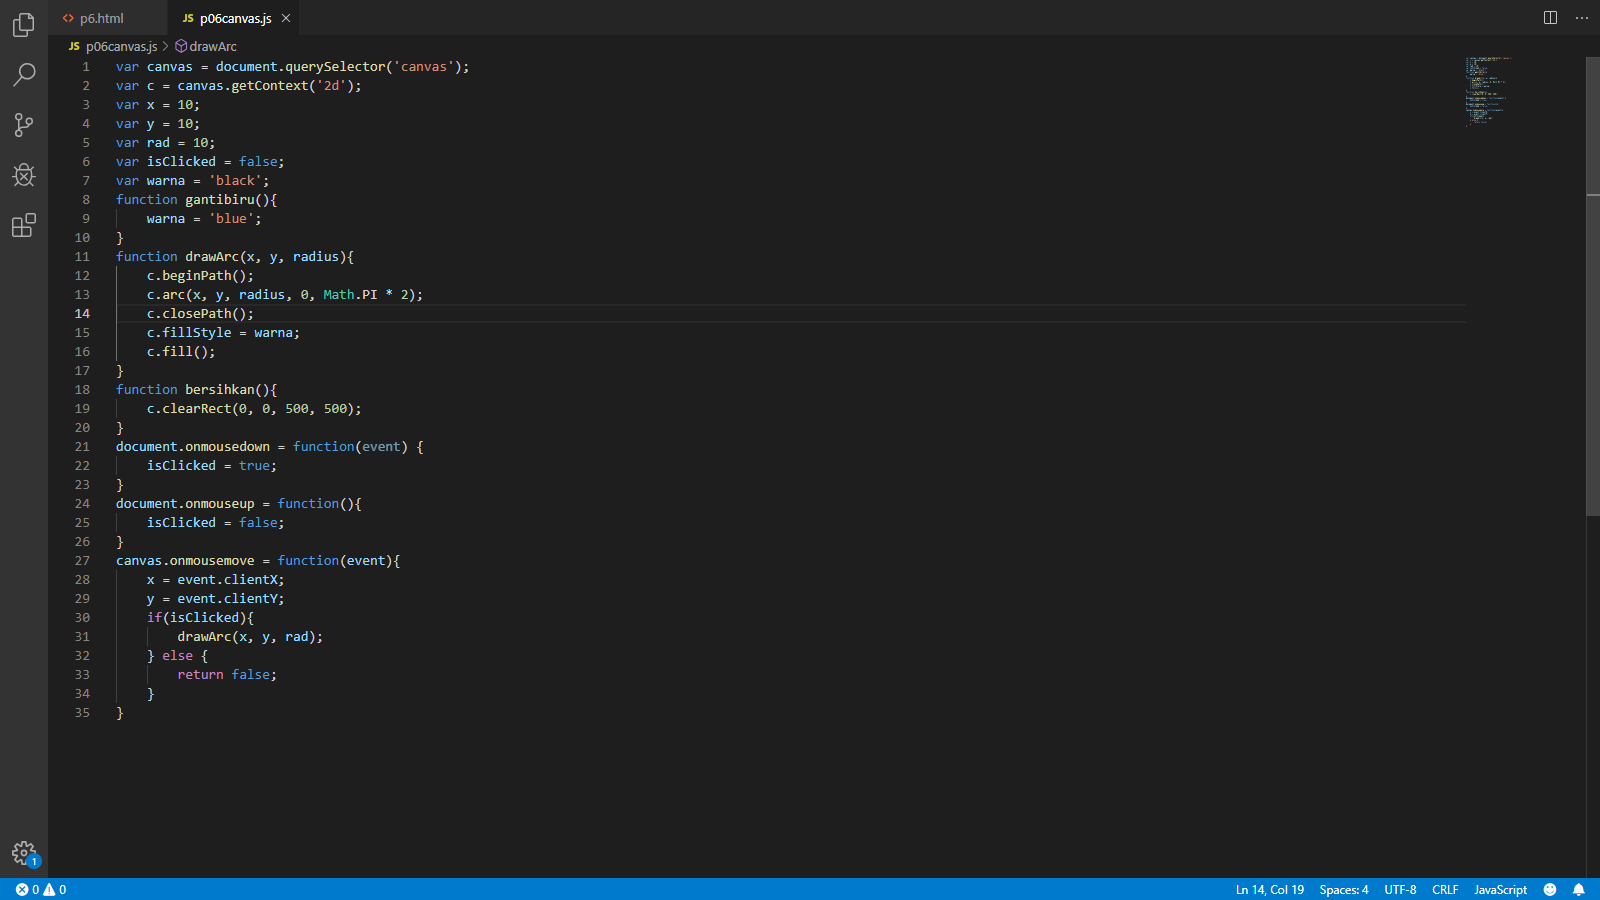 <> p6.html JS p06canvas.js ×
JS p06canvas.js > drawArc
1 var canvas = document.querySelector('canvas');
2 var c = canvas.getContext('2d');
3 var x = 10;
4 var y = 10;
5 var rad = 10;
6 var isClicked = false;
7 var warna = 'black';
8 function gantibiru(){
9     warna = 'blue';
10 }
11 function drawArc(x, y, radius){
12     c.beginPath();
13     c.arc(x, y, radius, 0, Math.PI * 2);
14     c.closePath();
15     c.fillStyle = warna;
16     c.fill();
17 }
18 function bersihkan(){
19     c.clearRect(0, 0, 500, 500);
20 }
21 document.onmousedown = function(event) {
22     isClicked = true;
23 }
24 document.onmouseup = function(){
25     isClicked = false;
26 }
27 canvas.onmousemove = function(event){
28     x = event.clientX;
29     y = event.clientY;
30     if(isClicked){
31         drawArc(x, y, rad);
32     } else {
33         return false;
34     }
35 }
1
0 0 Ln 14, Col 19 Spaces: 4 UTF-8 CRLF JavaScript